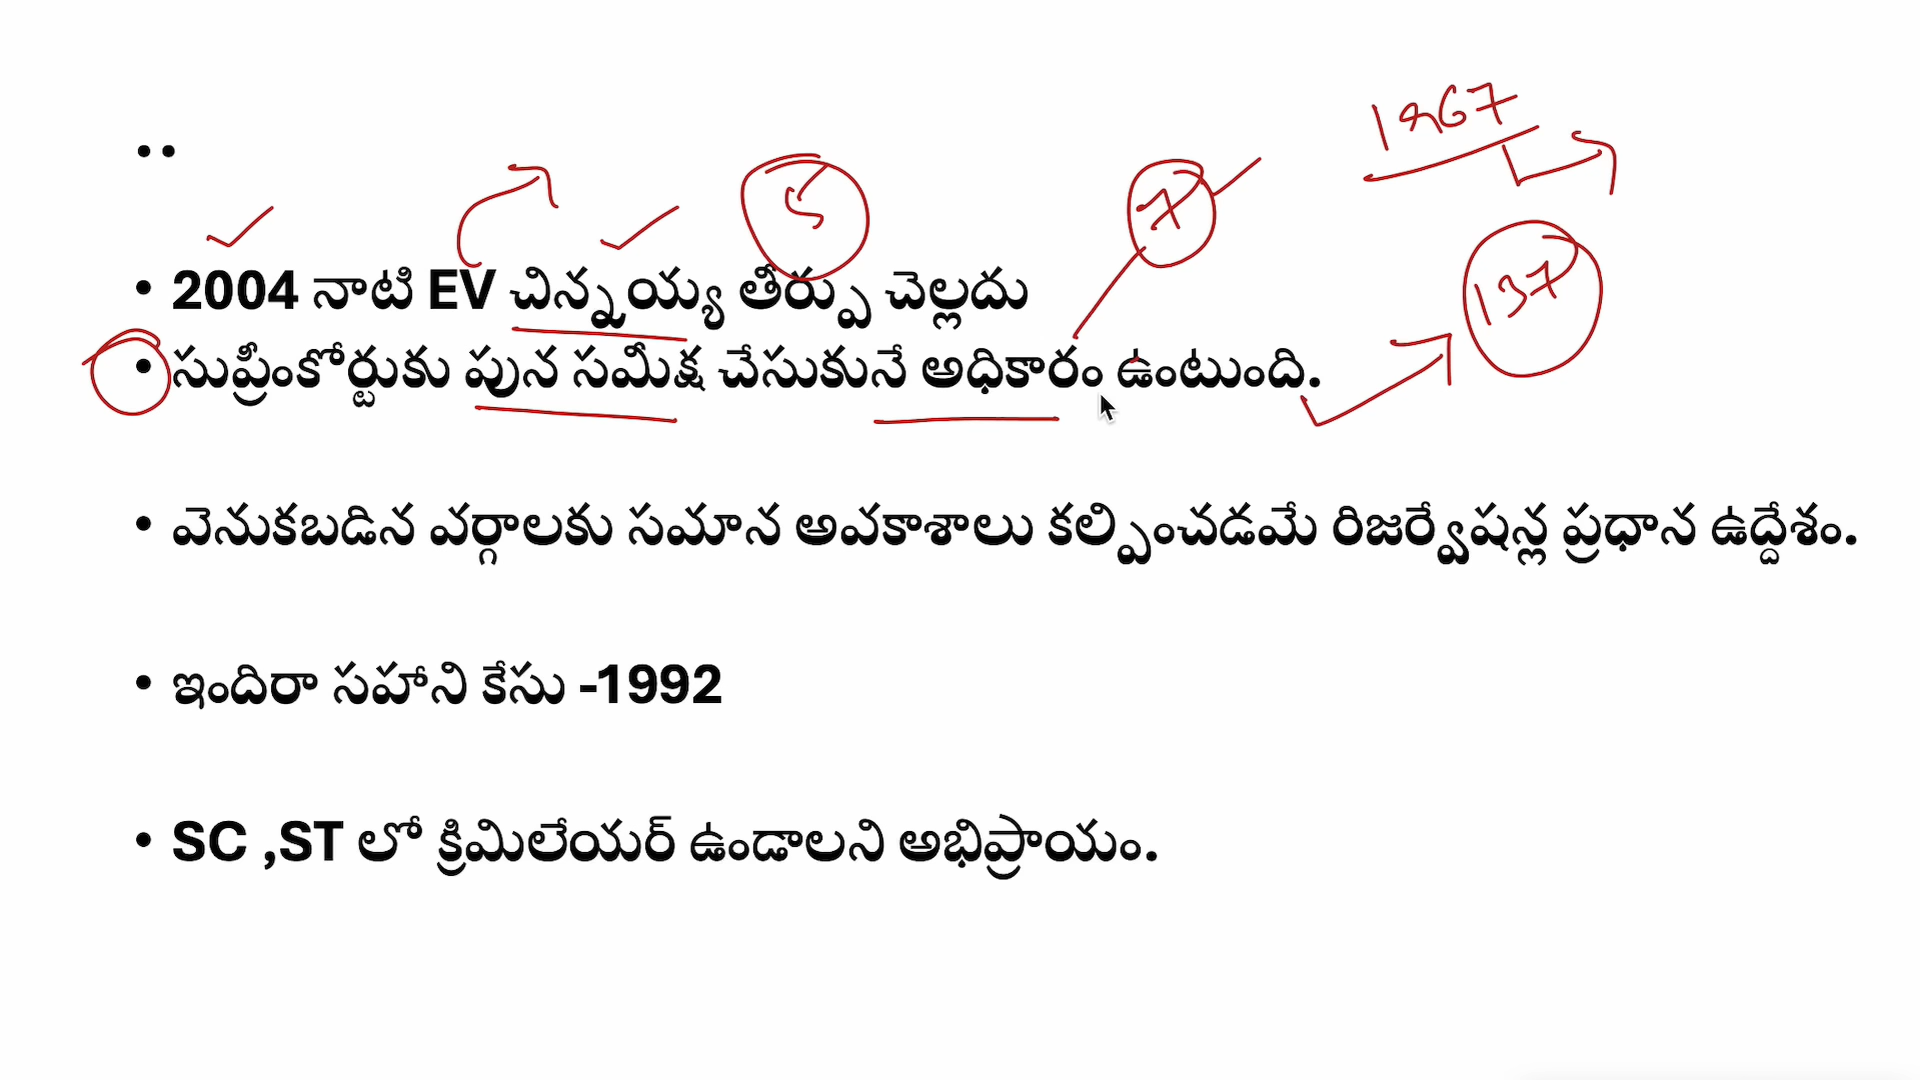 ..
1967
5
7
137
• 2004 నాటి EV చిన్నయ్య తీర్పు చెల్లదు
• సుప్రీంకోర్టుకు పున సమీక్ష చేసుకునే అధికారం ఉంటుంది.
• వెనుకబడిన వర్గాలకు సమాన అవకాశాలు కల్పించడమే రిజర్వేషన్ల ప్రధాన ఉద్దేశం.
• ఇందిరా సహాని కేసు -1992
• SC ,ST లో క్రిమిలేయర్ ఉండాలని అభిప్రాయం.